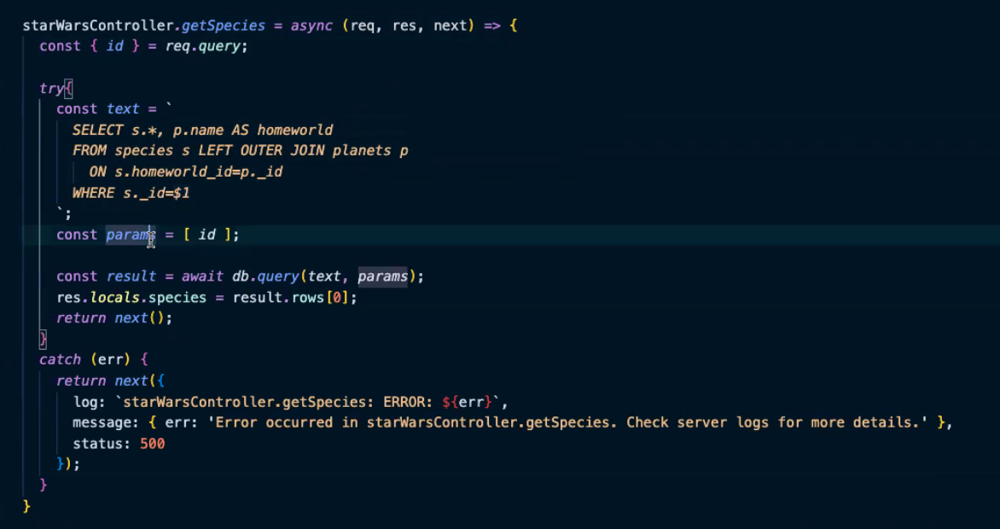 starWarsController.getSpecies = async (req, res, next) => {
const { id } = req.query;
try{
const text = `
SELECT s.*, p.name AS homeworld
FROM species s LEFT OUTER JOIN planets p
ON s.homeworld_id=p._id
WHERE s._id=$1
`;
const params = [ id ];
const result = await db.query(text, params);
res.locals.species = result.rows[0];
return next();
}
catch (err) {
return next({
log: `starWarsController.getSpecies: ERROR: ${err}`,
message: { err: 'Error occurred in starWarsController.getSpecies. Check server logs for more details.' },
status: 500
});
}
}